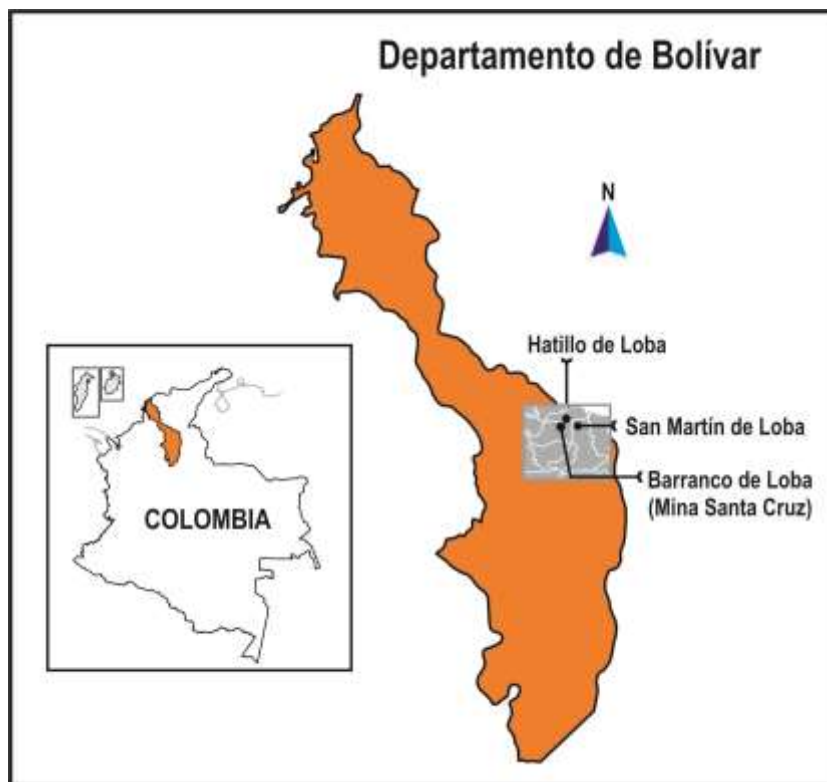 Departamento de Bolívar
N
Hatillo de Loba
San Martín de Loba
Barranco de Loba
(Mina Santa Cruz)
COLOMBIA